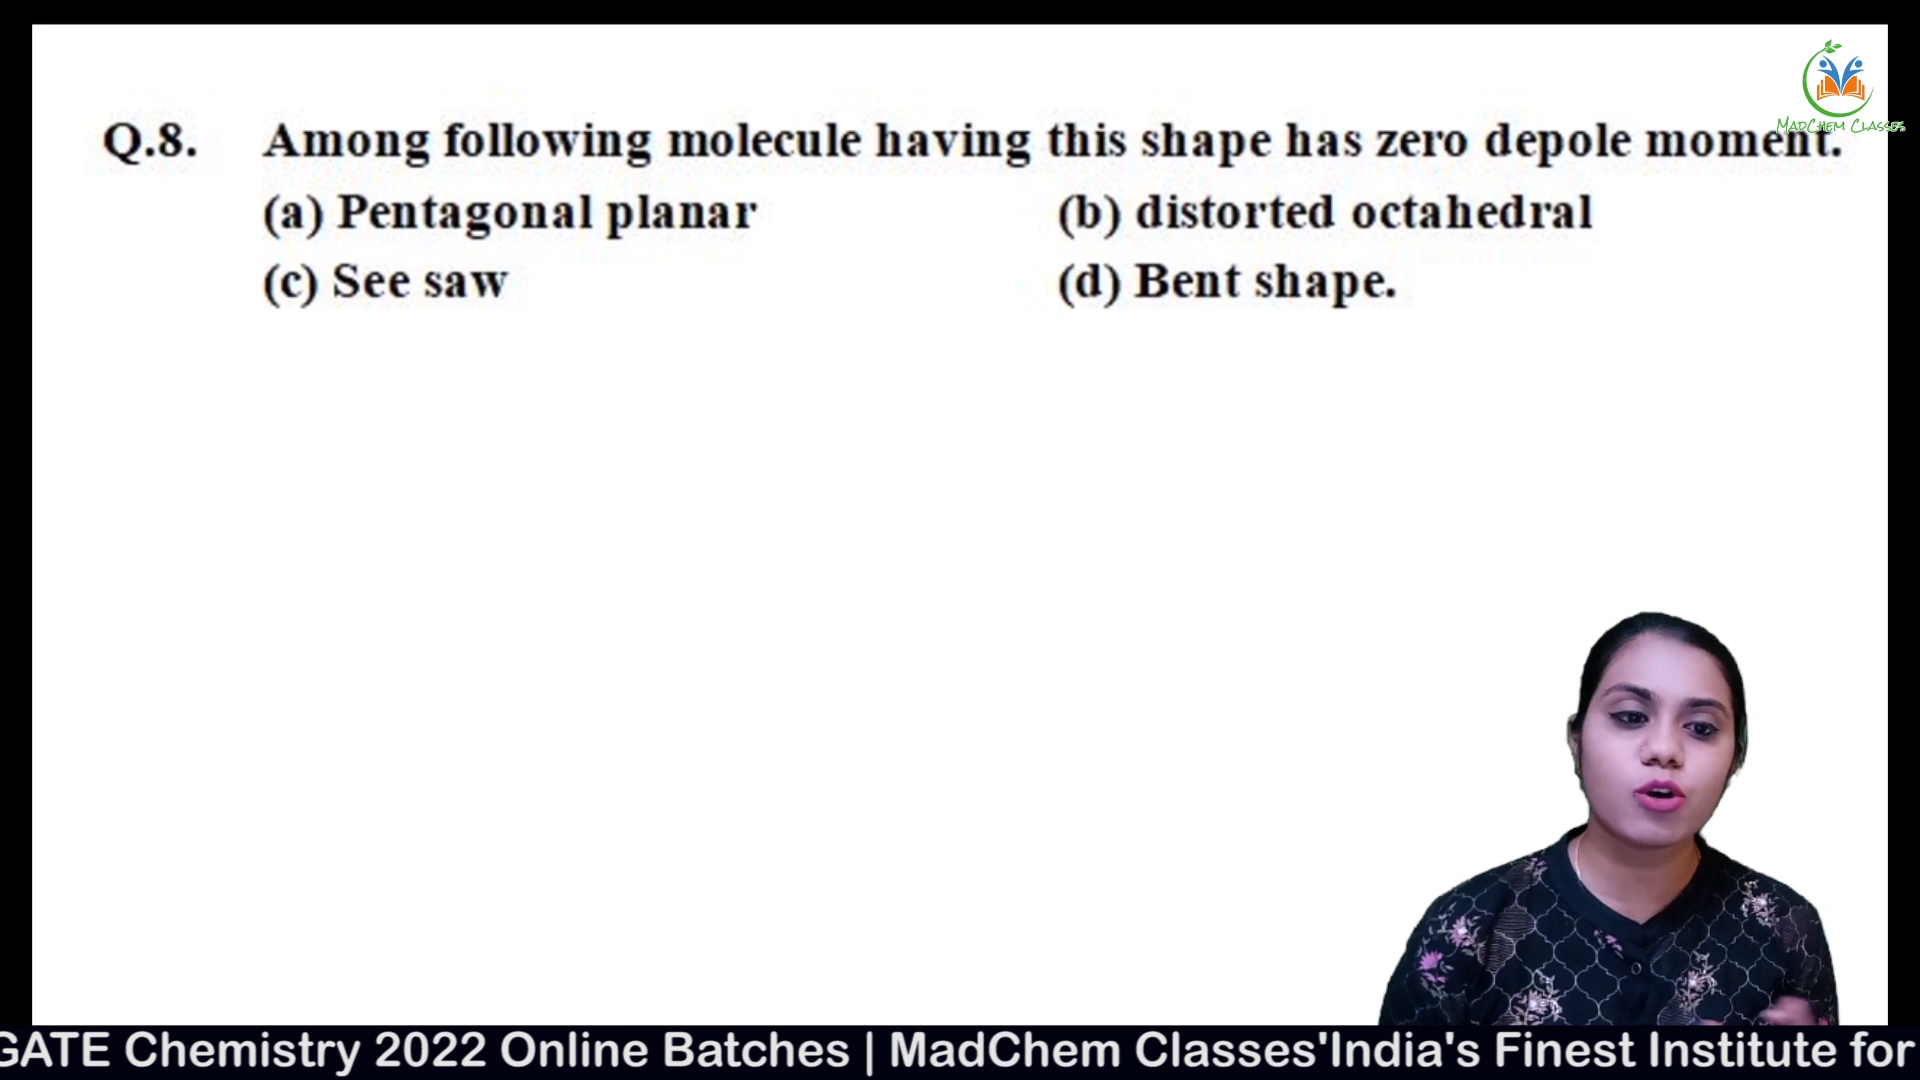 MADCHEM CLASSES
Q.8. Among following molecule having this shape has zero depole moment.
(a) Pentagonal planar (b) distorted octahedral
(c) See saw (d) Bent shape.
GATE Chemistry 2022 Online Batches | MadChem Classes'India's Finest Institute for